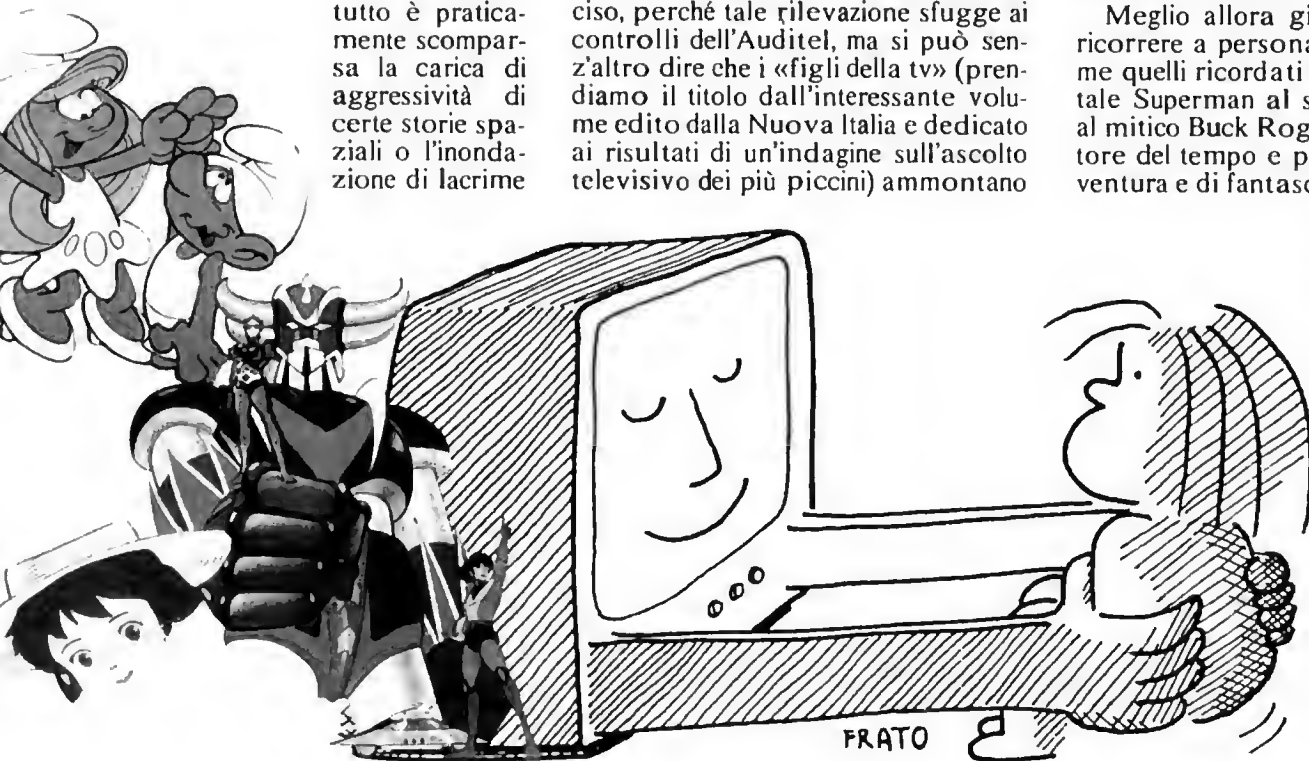 tutto è pratica-
mente scompar-
sa la carica di
aggressività di
certe storie spa-
ziali o l'inonda-
zione di lacrime
ciso, perché tale rilevazione sfugge ai
controlli dell'Auditel, ma si può sen-
z'altro dire che i «figli della tv» (pren-
diamo il titolo dall'interessante volu-
me edito dalla Nuova Italia e dedicato
ai risultati di un'indagine sull'ascolto
televisivo dei più piccini) ammontano
Meglio allora gi
ricorrere a persona
me quelli ricordati
tale Superman al s
al mitico Buck Rog
tore del tempo e p
ventura e di fantasc
FRATO